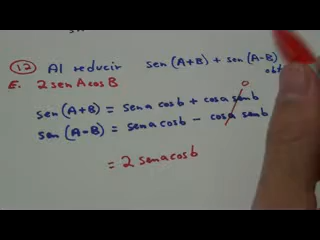 12 Al reducir sen (A+B) + sen (A-B)
E. 2 sen A cos B
sen (A+B) = sen a cos b + cos a sen b
sen (A-B) = sen a cos b - cos a sen b
0
= 2 sen a cos b